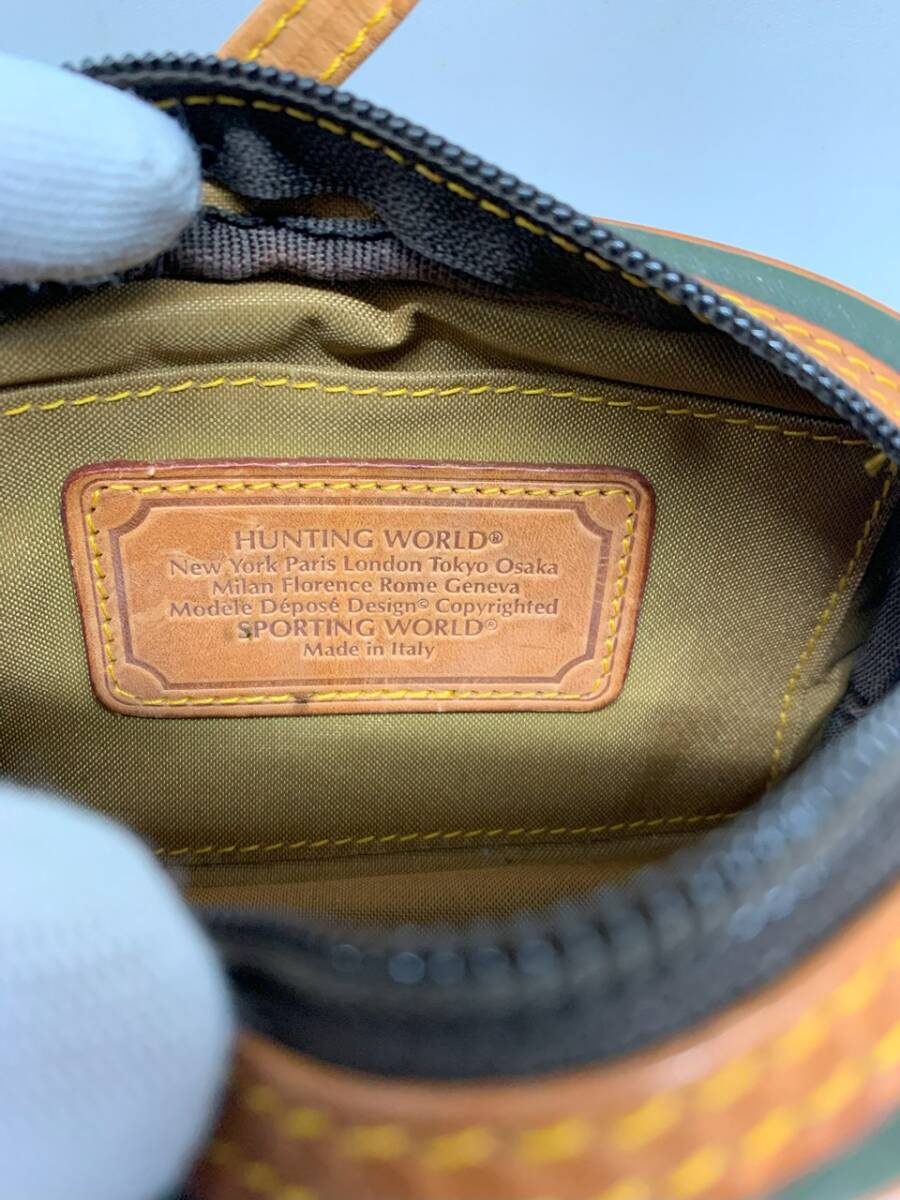 HUNTING WORLD®
New York Paris London Tokyo Osaka
Milan Florence Rome Geneva
Modèle Déposé Design© Copyrighted
SPORTING WORLD®
Made in Italy